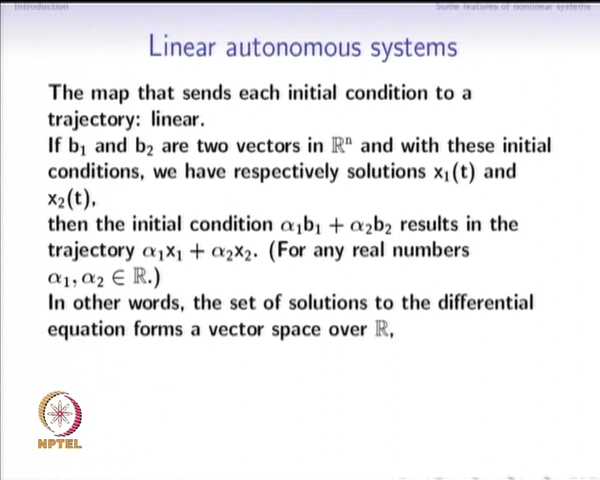 Introduction
Some features of nonlinear systems
Linear autonomous systems
The map that sends each initial condition to a
trajectory: linear.
If b₁ and b₂ are two vectors in ℝⁿ and with these initial
conditions, we have respectively solutions x₁(t) and
x₂(t),
then the initial condition α₁b₁ + α₂b₂ results in the
trajectory α₁x₁ + α₂x₂. (For any real numbers
α₁, α₂ ∈ ℝ.)
In other words, the set of solutions to the differential
equation forms a vector space over ℝ,
NPTEL